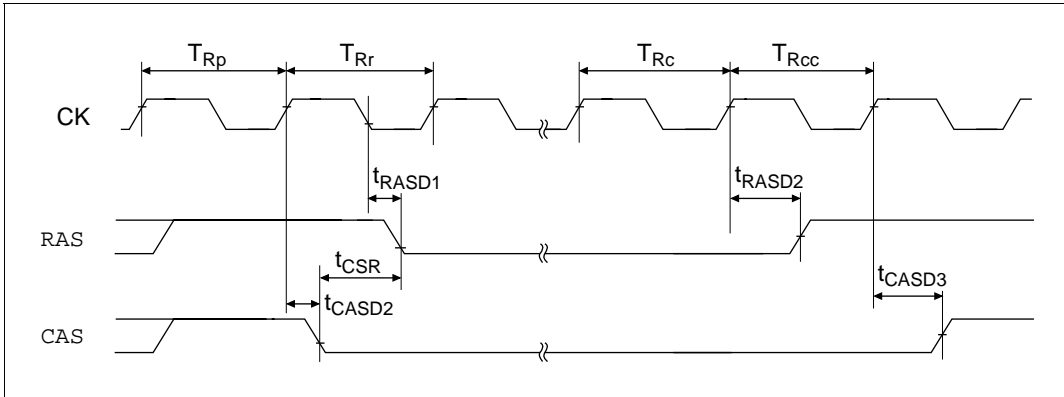 TRp TRr TRc TRcc
CK
tRASD1 tRASD2
RAS
tCSR
tCASD3
tCASD2
CAS